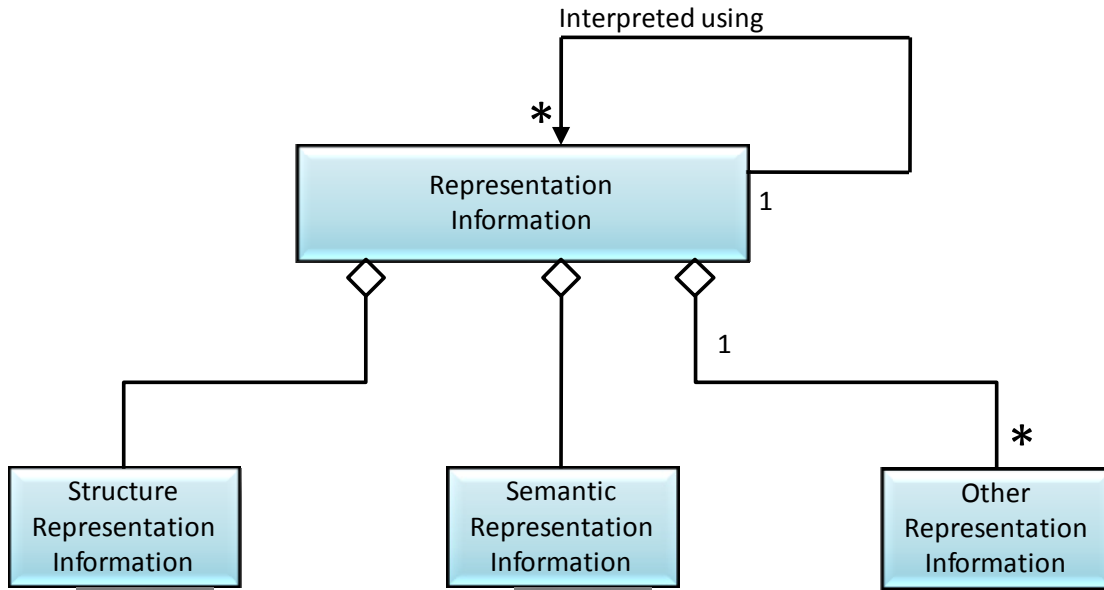 Interpreted using
*
Representation
Information
1
1
*
Structure
Representation
Information
Semantic
Representation
Information
Other
Representation
Information